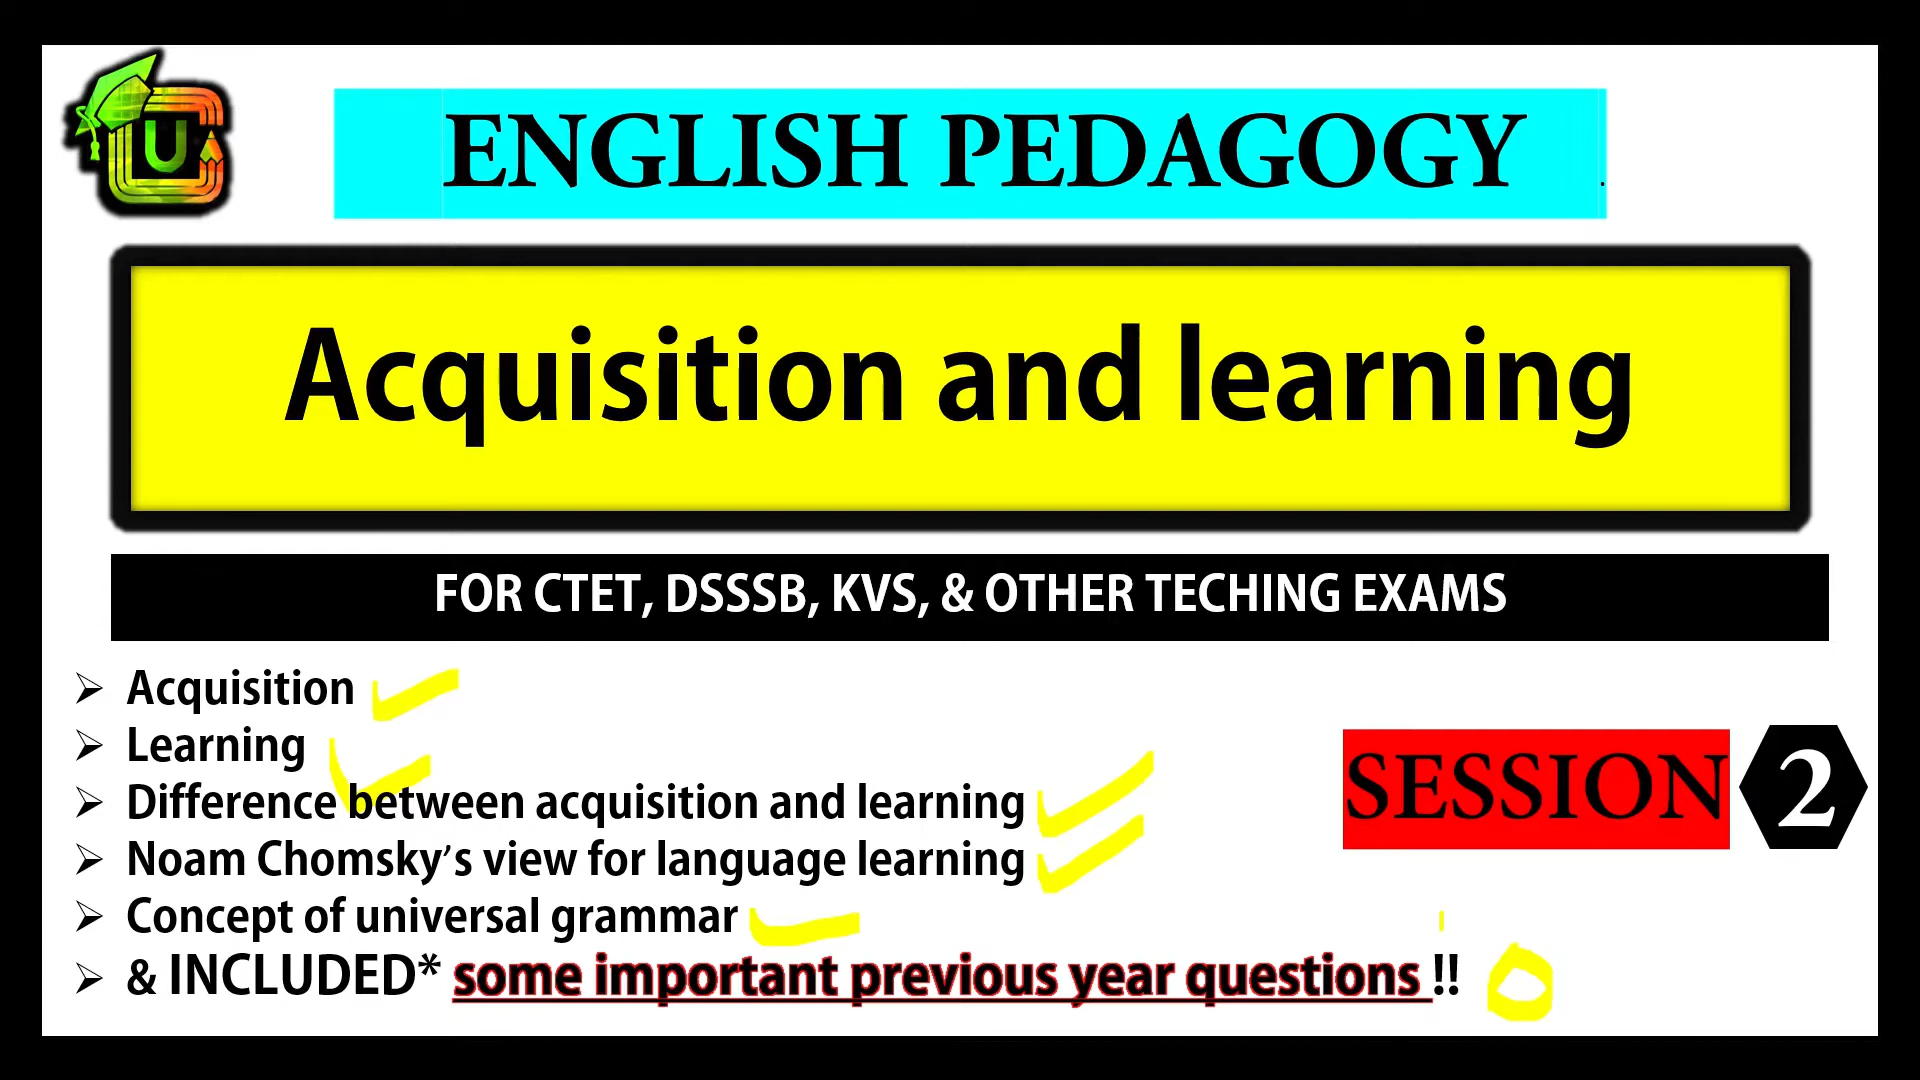 U
ENGLISH PEDAGOGY .
Acquisition and learning
FOR CTET, DSSSB, KVS, & OTHER TECHING EXAMS
➢ Acquisition
➢ Learning
➢ Difference between acquisition and learning
➢ Noam Chomsky’s view for language learning
➢ Concept of universal grammar
➢ & INCLUDED* some important previous year questions !!
SESSION 2